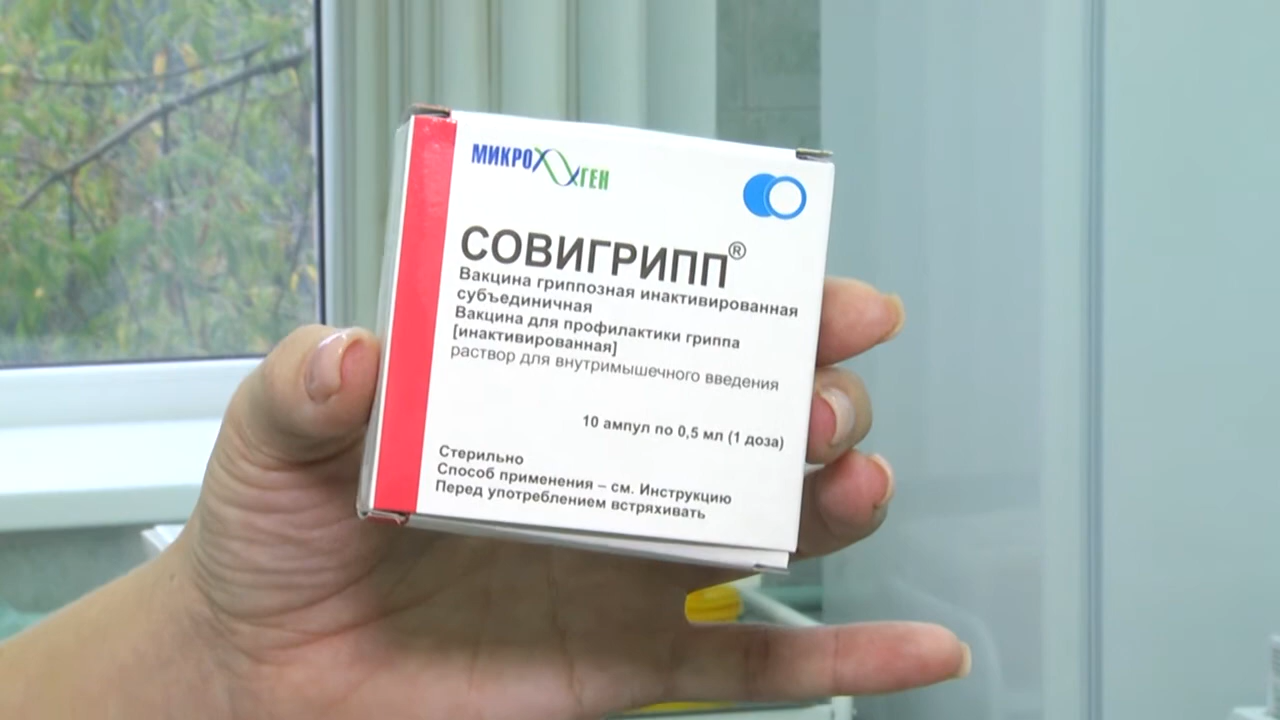 МИКРОГЕН
СОВИГРИПП®
Вакцина гриппозная инактивированная
субъединичная
Вакцина для профилактики гриппа
[инактивированная]
раствор для внутримышечного введения
10 ампул по 0,5 мл (1 доза)
Стерильно
Способ применения – см. Инструкцию
Перед употреблением встряхивать